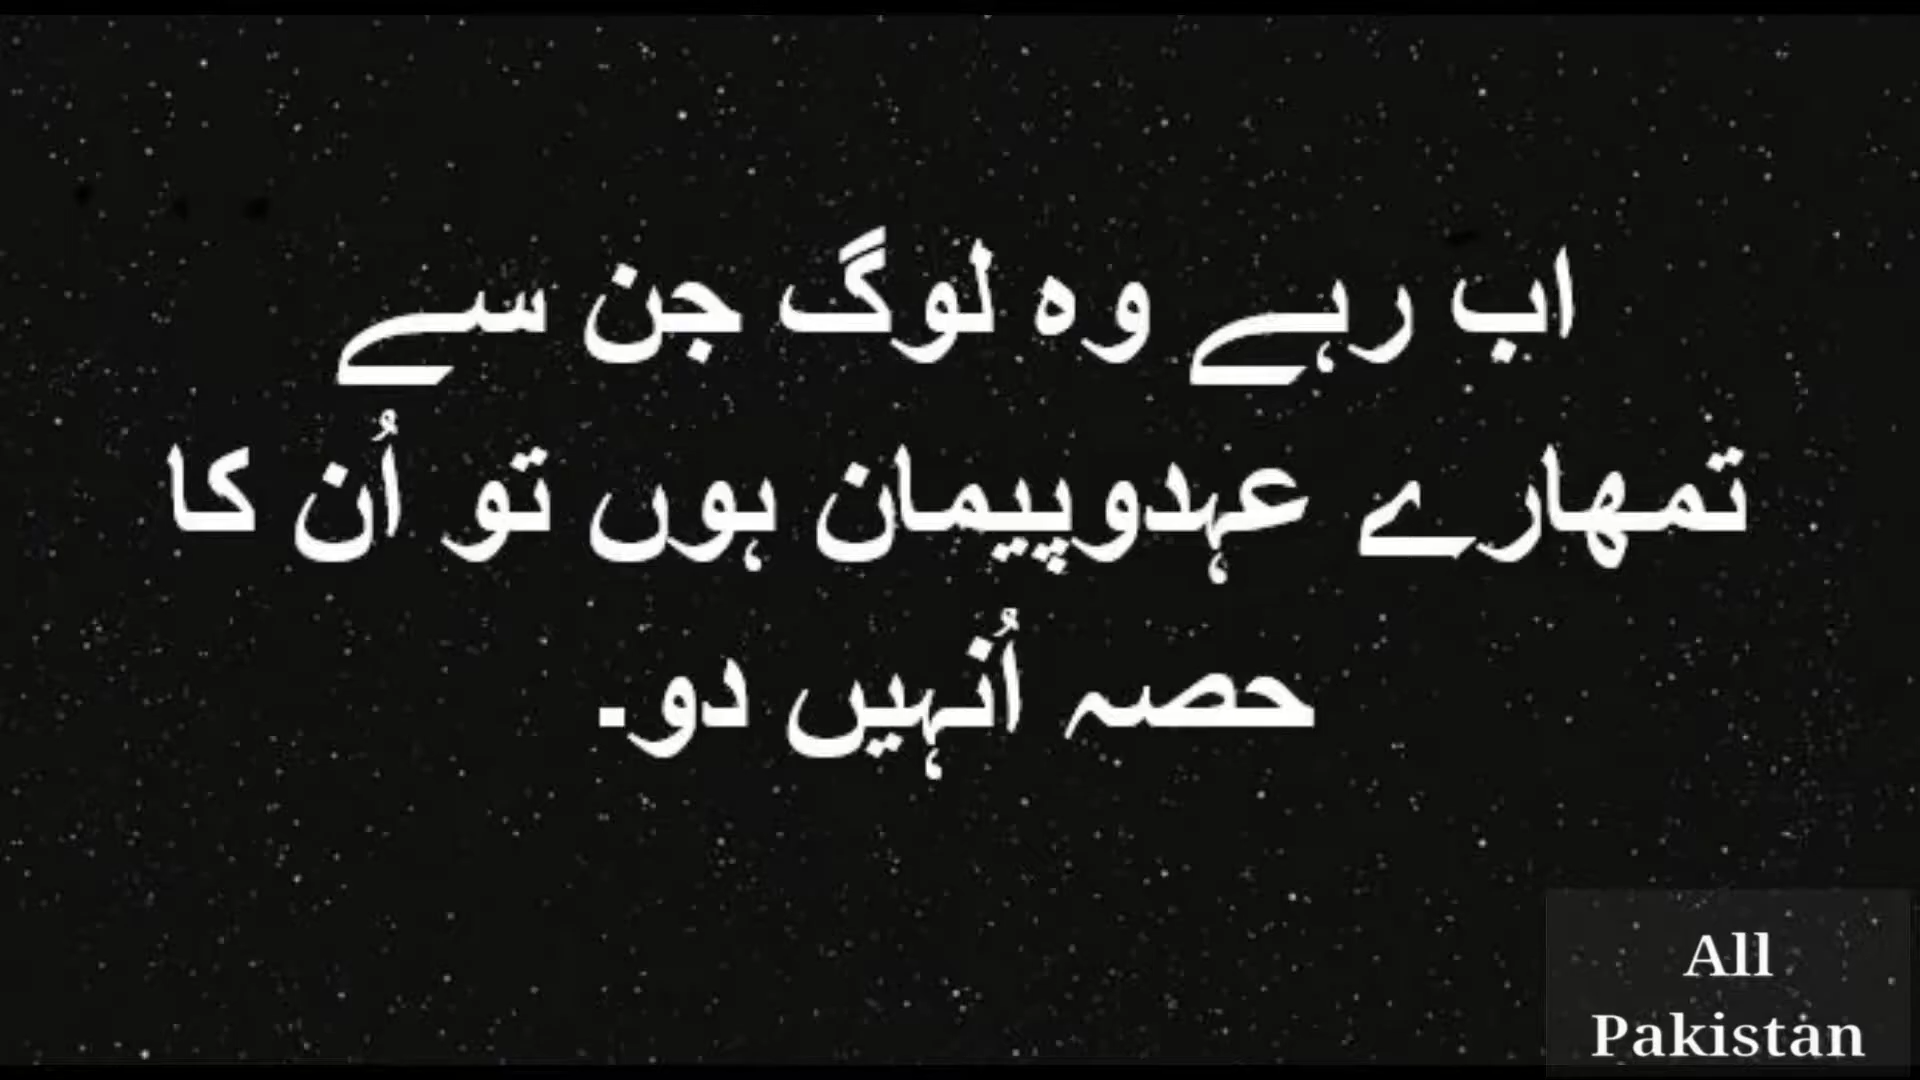 اب رہے وہ لوگ جن سے
تمھارے عہدوپیمان ہوں تو اُن کا
حصہ اُنہیں دو۔
All
Pakistan